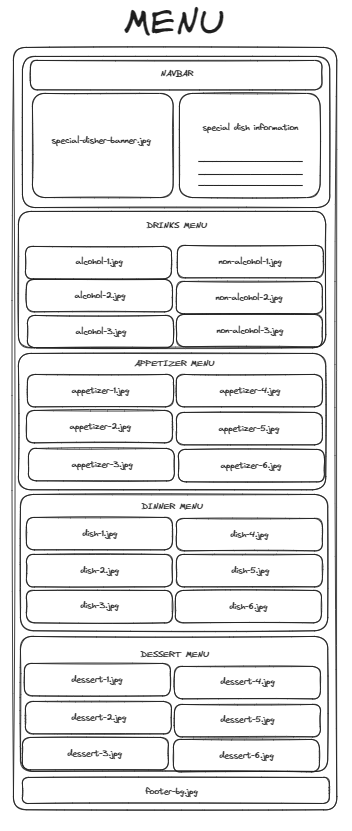 MENU
NAVBAR
special-disher-banner.jpg
special dish information
DRINKS MENU
alcohol-1.jpg
non-alcohol-1.jpg
alcohol-2.jpg
non-alcohol-2.jpg
alcohol-3.jpg
non-alcohol-3.jpg
APPETIZER MENU
appetizer-1.jpg
appetizer-4.jpg
appetizer-2.jpg
appetizer-5.jpg
appetizer-3.jpg
appetizer-6.jpg
DINNER MENU
dish-1.jpg
dish-4.jpg
dish-2.jpg
dish-5.jpg
dish-3.jpg
dish-6.jpg
DESSERT MENU
dessert-1.jpg
dessert-4.jpg
dessert-2.jpg
dessert-5.jpg
dessert-3.jpg
dessert-6.jpg
footer-bg.jpg